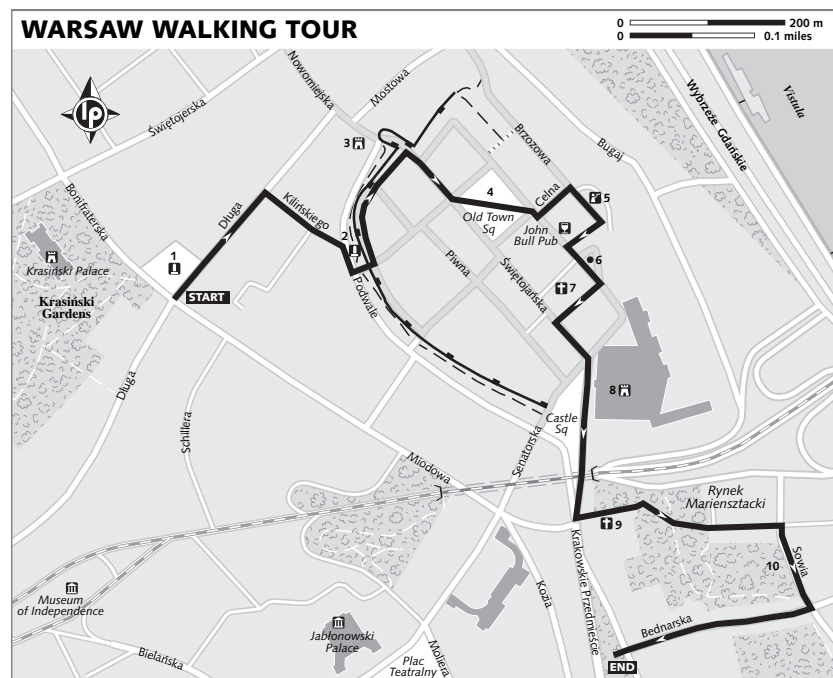 WARSAW WALKING TOUR
0 200 m
0 0.1 miles
lp
Nowomiejska
Mostowa
Świętojerska
Brzozowa
Bugaj
Wybrzeże Gdańskie
Vistula
Bonifraterska
Długa
Kilińskiego
3
4
Celna
5
Old Town
Sq
John
Bull Pub
2
Krasiński Palace
1
START
Krasiński
Gardens
Piwna
Świętojańska
6
7
Podwale
8
Długa
Schillera
Castle
Sq
Senatorska
Miodowa
Rynek
Mariensztacki
9
Krakowskie Przedmieście
10
Sowia
Kozia
Museum
of Independence
Jabłonowski
Palace
Bednarska
Bielańska
Plac
Teatralny
Moliera
END